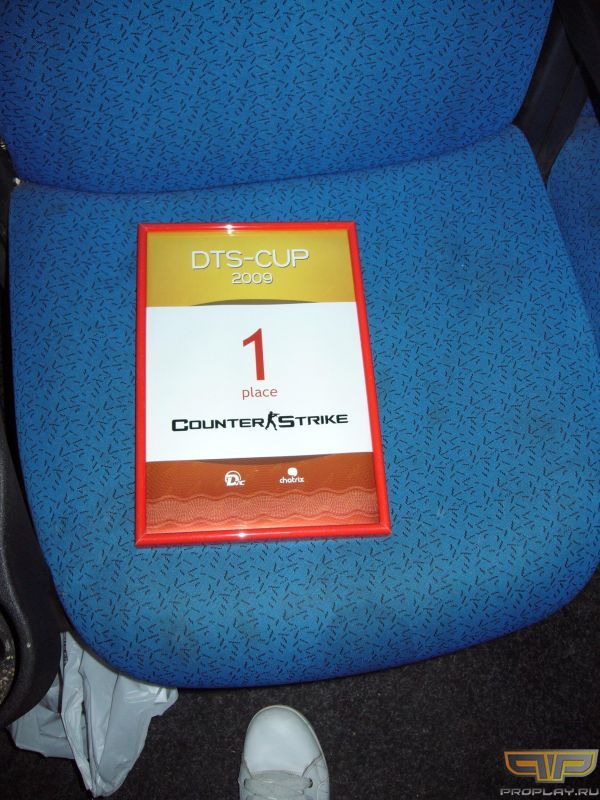 DTS-CUP
2009
1
place
COUNTER STRIKE
chatrix
PROPLAY.RU